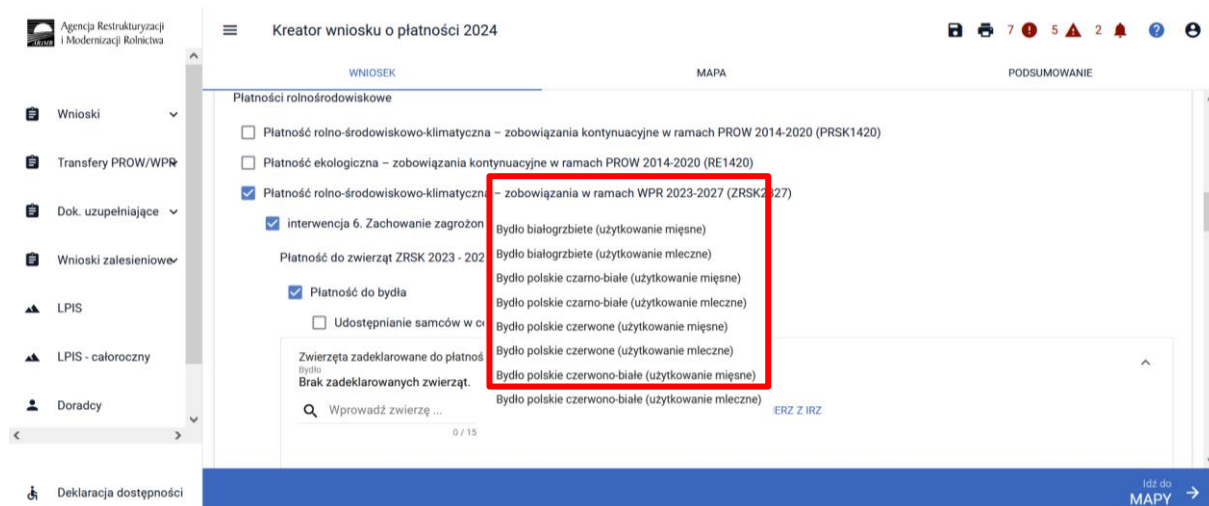 Agencja Restrukturyzacji
i Modernizacji Rolnictwa
Kreator wniosku o płatności 2024
7 5 2
WNIOSEK
MAPA
PODSUMOWANIE
Wnioski
Transfery PROW/WPR
Dok. uzupełniające
Wnioski zalesieniowe
LPIS
LPIS - całoroczny
Doradcy
Deklaracja dostępności
Płatności rolnośrodowiskowe
Płatność rolno-środowiskowo-klimatyczna – zobowiązania kontynuacyjne w ramach PROW 2014-2020 (PRSK1420)
Płatność ekologiczna – zobowiązania kontynuacyjne w ramach PROW 2014-2020 (RE1420)
Płatność rolno-środowiskowo-klimatyczna – zobowiązania w ramach WPR 2023-2027 (ZRSK2327)
interwencja 6. Zachowanie zagrożon
Płatność do zwierząt ZRSK 2023 - 202
Płatność do bydła
Udostępnianie samców w c
Bydło białogrzbiete (użytkowanie mięsne)
Bydło białogrzbiete (użytkowanie mleczne)
Bydło polskie czarno-białe (użytkowanie mięsne)
Bydło polskie czarno-białe (użytkowanie mleczne)
Bydło polskie czerwone (użytkowanie mięsne)
Bydło polskie czerwone (użytkowanie mleczne)
Bydło polskie czerwono-białe (użytkowanie mięsne)
Bydło polskie czerwono-białe (użytkowanie mleczne)
Zwierzęta zadeklarowane do płatnoś
Bydło
Brak zadeklarowanych zwierząt.
Wprowadź zwierzę ...
0 / 15
IERZ Z IRZ
Idź do
MAPY